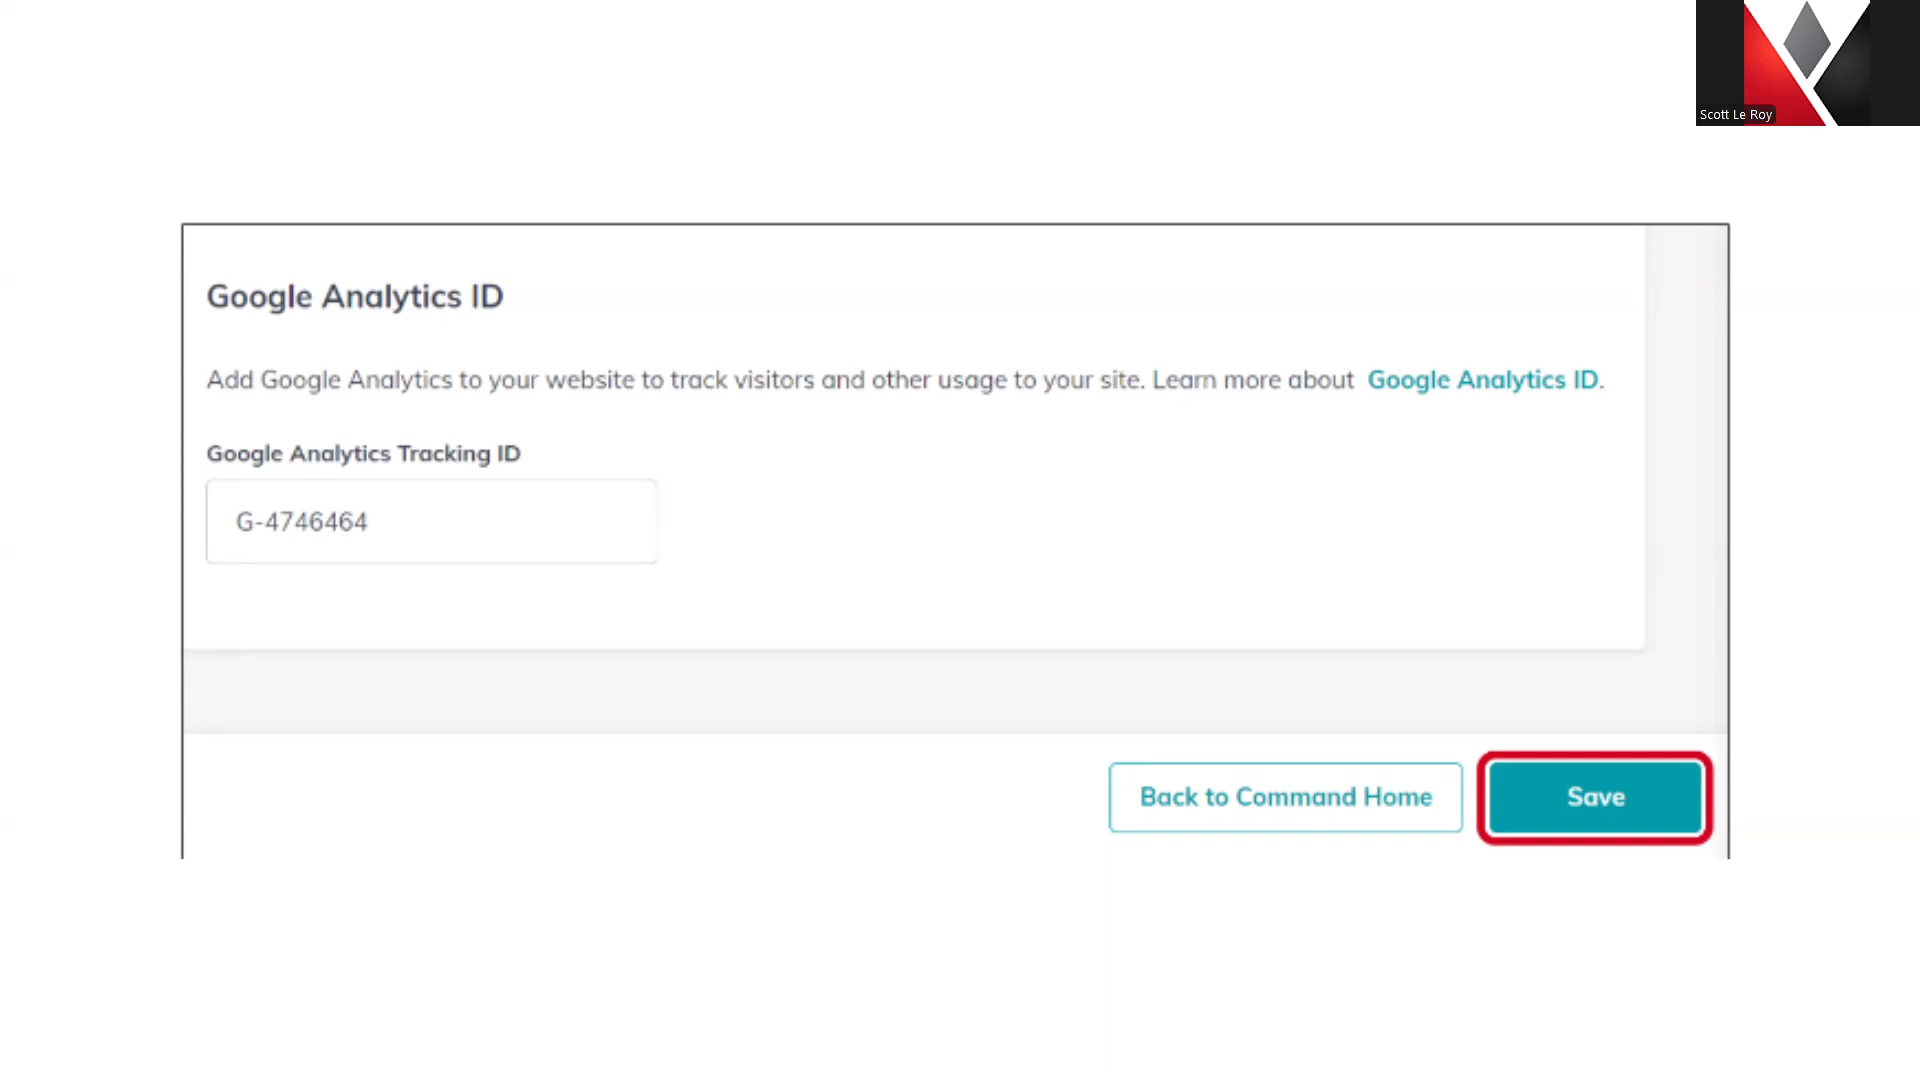 Scott Le Roy
Google Analytics ID
Add Google Analytics to your website to track visitors and other usage to your site. Learn more about Google Analytics ID.
Google Analytics Tracking ID
G-4746464
Back to Command Home
Save